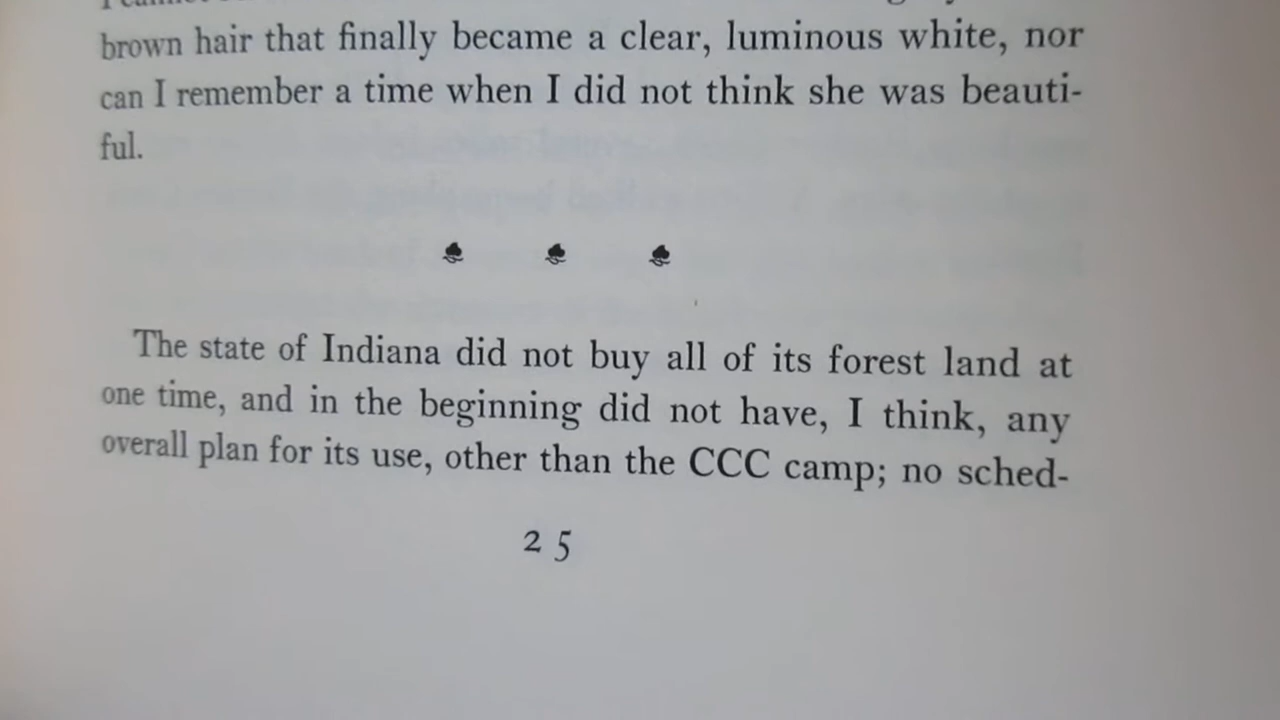 brown hair that finally became a clear, luminous white, nor
can I remember a time when I did not think she was beauti-
ful.
The state of Indiana did not buy all of its forest land at
one time, and in the beginning did not have, I think, any
overall plan for its use, other than the CCC camp; no sched-
25